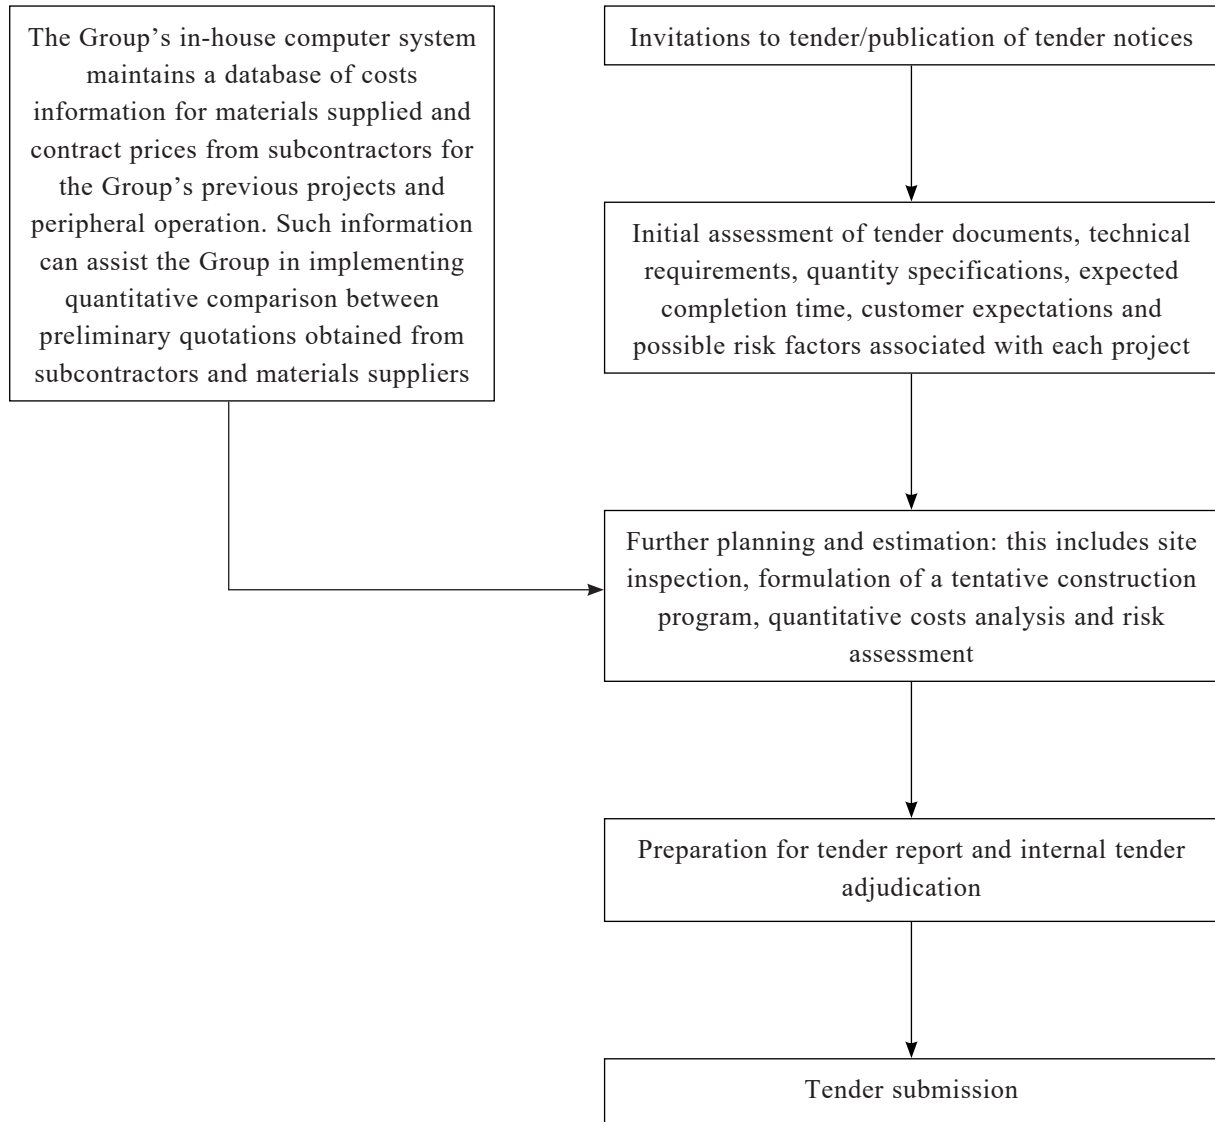 The Group’s in-house computer system
maintains a database of costs
information for materials supplied and
contract prices from subcontractors for
the Group’s previous projects and
peripheral operation. Such information
can assist the Group in implementing
quantitative comparison between
preliminary quotations obtained from
subcontractors and materials suppliers
Invitations to tender/publication of tender notices
Initial assessment of tender documents, technical
requirements, quantity specifications, expected
completion time, customer expectations and
possible risk factors associated with each project
Further planning and estimation: this includes site
inspection, formulation of a tentative construction
program, quantitative costs analysis and risk
assessment
Preparation for tender report and internal tender
adjudication
Tender submission